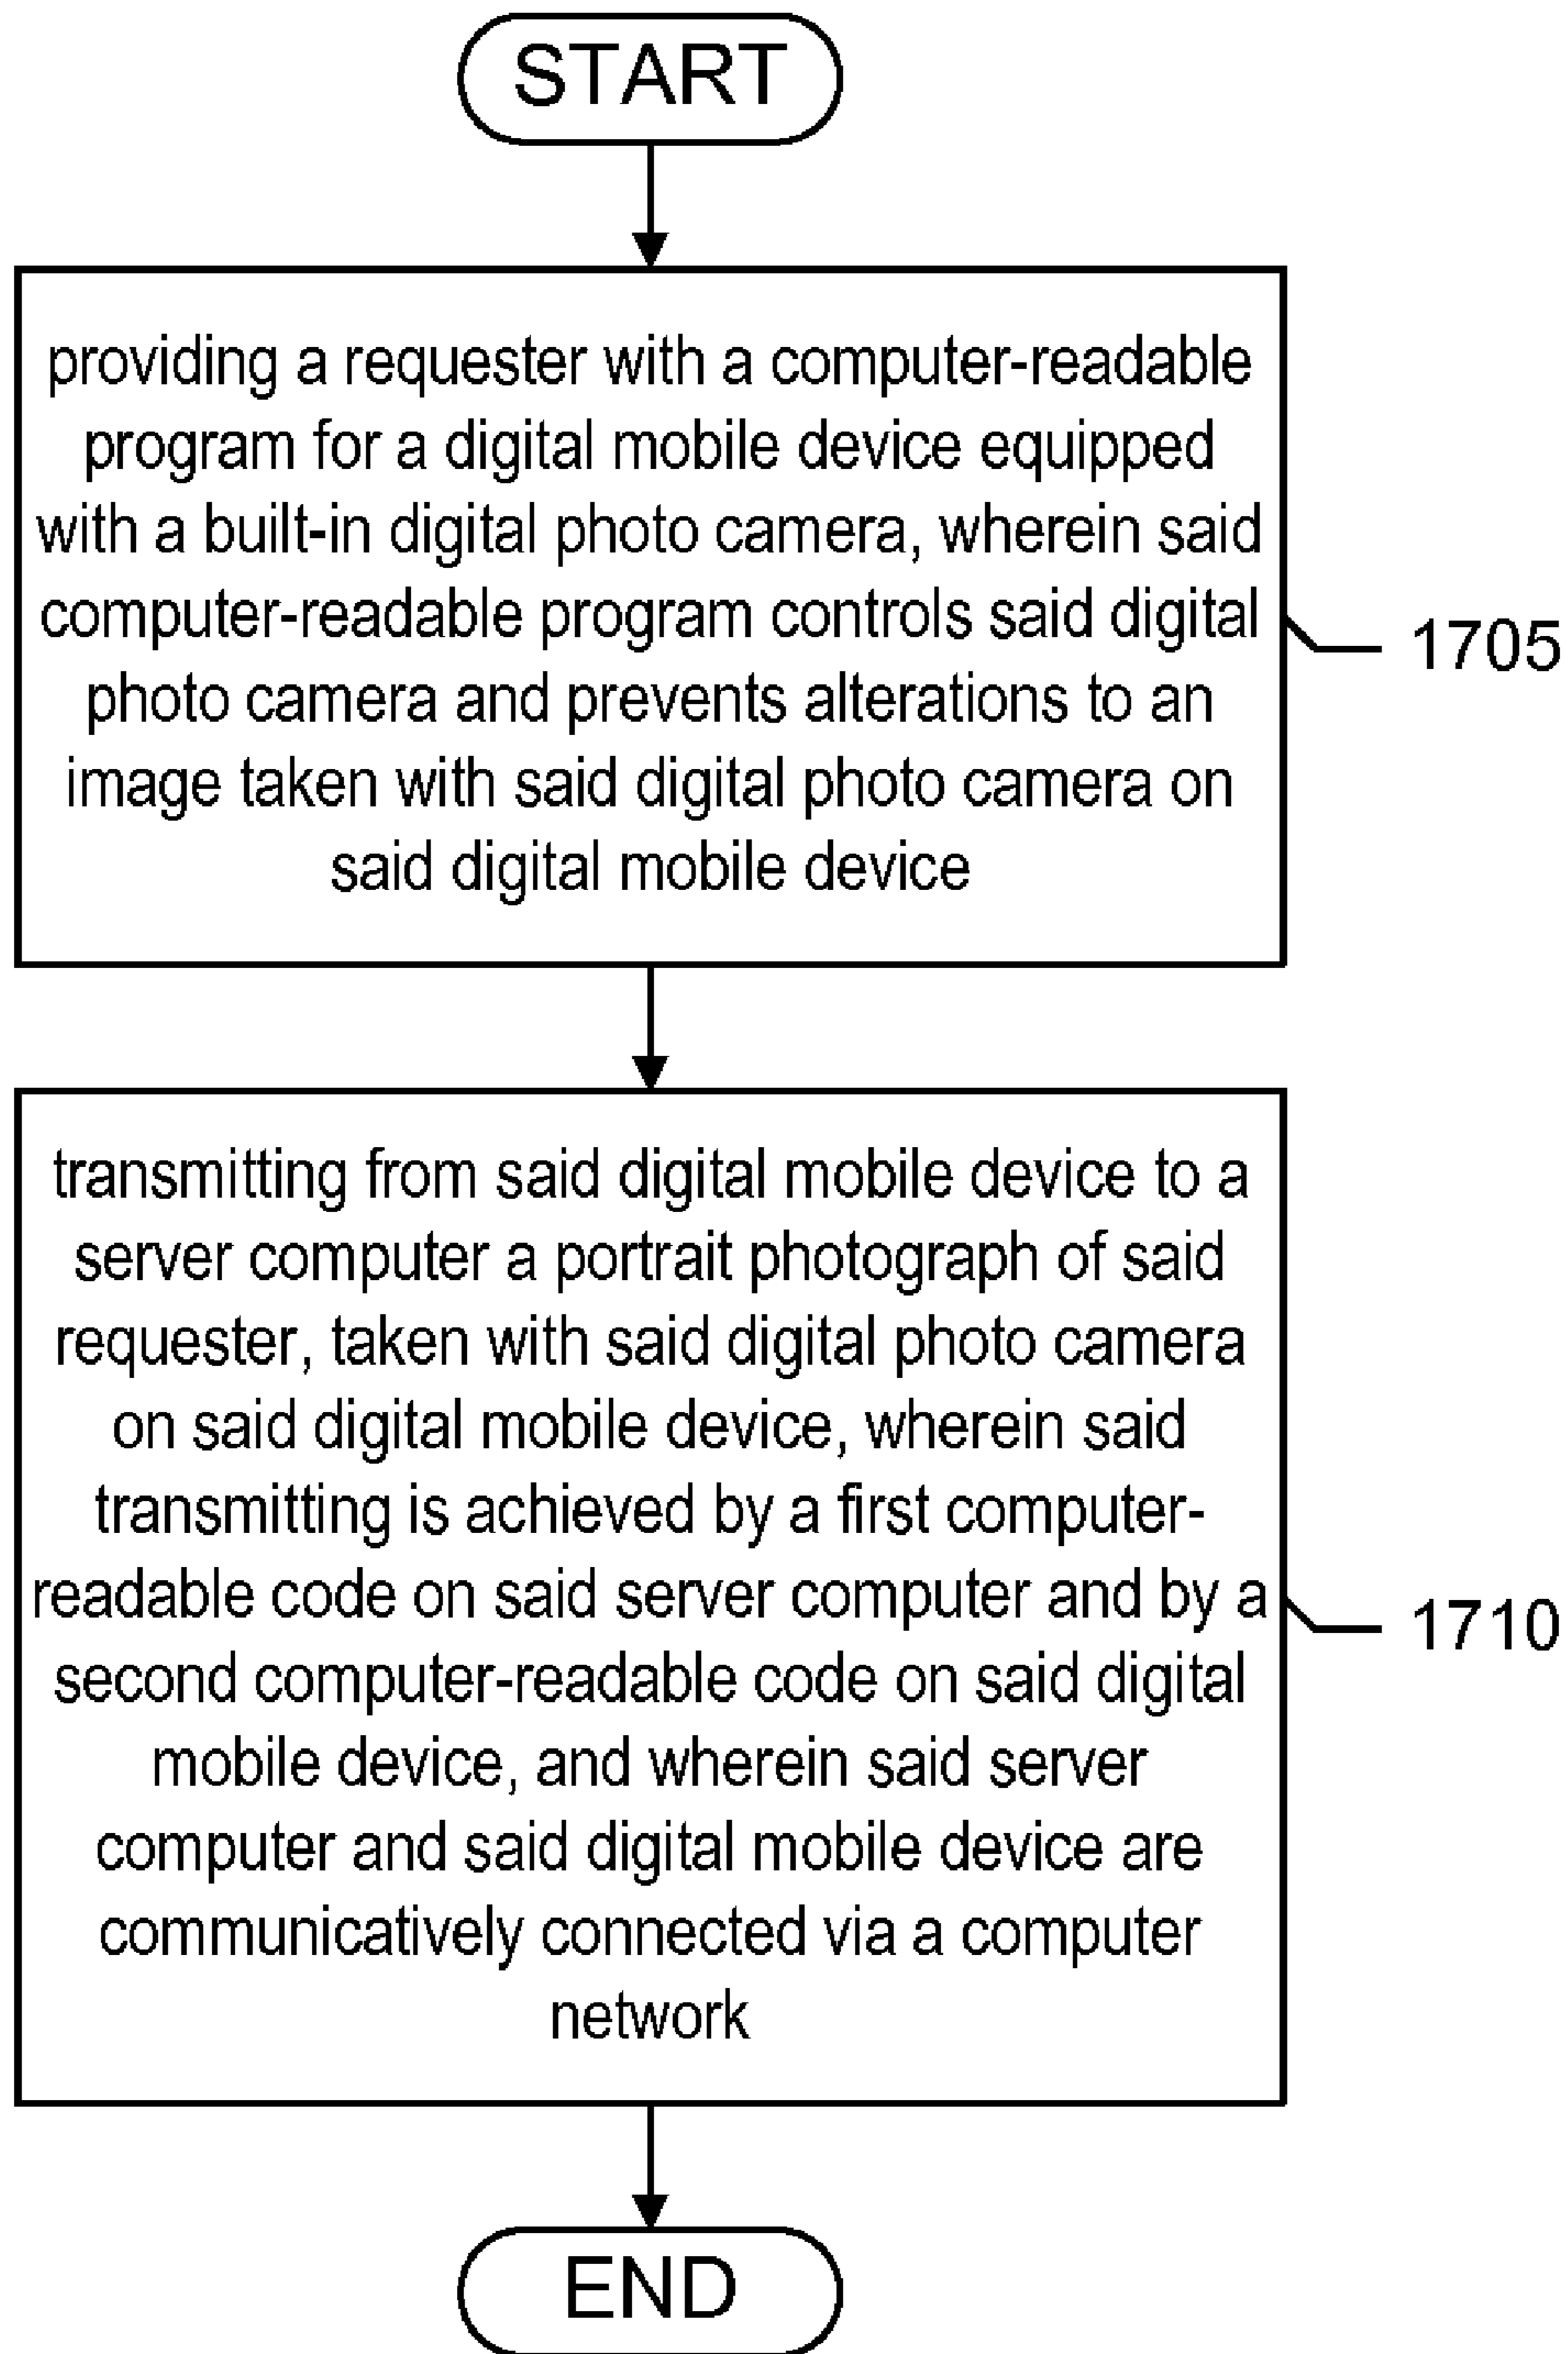 START
providing a requester with a computer-readable
program for a digital mobile device equipped
with a built-in digital photo camera, wherein said
computer-readable program controls said digital
photo camera and prevents alterations to an
image taken with said digital photo camera on
said digital mobile device
1705
transmitting from said digital mobile device to a
server computer a portrait photograph of said
requester, taken with said digital photo camera
on said digital mobile device, wherein said
transmitting is achieved by a first computer-
readable code on said server computer and by a
second computer-readable code on said digital
mobile device, and wherein said server
computer and said digital mobile device are
communicatively connected via a computer
network
1710
END